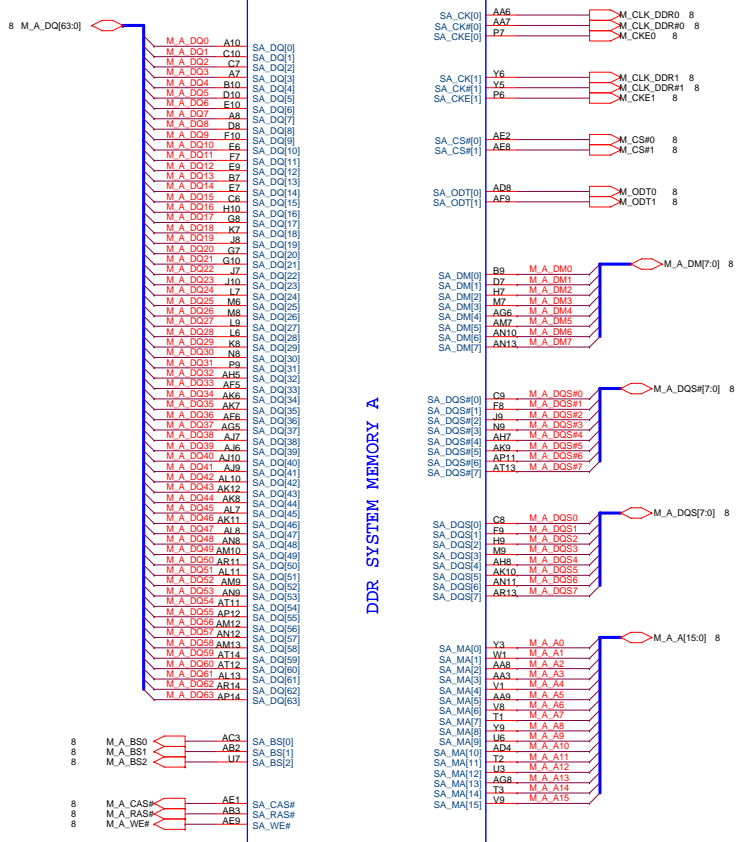 8 M_A_DQ[63:0]
M_A_DQ0 A10 SA_DQ[0]
M_A_DQ1 C10 SA_DQ[1]
M_A_DQ2 C7 SA_DQ[2]
M_A_DQ3 A7 SA_DQ[3]
M_A_DQ4 B10 SA_DQ[4]
M_A_DQ5 D10 SA_DQ[5]
M_A_DQ6 E10 SA_DQ[6]
M_A_DQ7 A8 SA_DQ[7]
M_A_DQ8 D8 SA_DQ[8]
M_A_DQ9 F10 SA_DQ[9]
M_A_DQ10 E6 SA_DQ[10]
M_A_DQ11 F7 SA_DQ[11]
M_A_DQ12 E9 SA_DQ[12]
M_A_DQ13 B7 SA_DQ[13]
M_A_DQ14 E7 SA_DQ[14]
M_A_DQ15 C6 SA_DQ[15]
M_A_DQ16 H10 SA_DQ[16]
M_A_DQ17 G8 SA_DQ[17]
M_A_DQ18 K7 SA_DQ[18]
M_A_DQ19 J8 SA_DQ[19]
M_A_DQ20 G7 SA_DQ[20]
M_A_DQ21 G10 SA_DQ[21]
M_A_DQ22 J7 SA_DQ[22]
M_A_DQ23 J10 SA_DQ[23]
M_A_DQ24 L7 SA_DQ[24]
M_A_DQ25 M6 SA_DQ[25]
M_A_DQ26 M8 SA_DQ[26]
M_A_DQ27 L9 SA_DQ[27]
M_A_DQ28 L6 SA_DQ[28]
M_A_DQ29 K8 SA_DQ[29]
M_A_DQ30 N8 SA_DQ[30]
M_A_DQ31 P9 SA_DQ[31]
M_A_DQ32 AH5 SA_DQ[32]
M_A_DQ33 AF5 SA_DQ[33]
M_A_DQ34 AK6 SA_DQ[34]
M_A_DQ35 AK7 SA_DQ[35]
M_A_DQ36 AF6 SA_DQ[36]
M_A_DQ37 AG5 SA_DQ[37]
M_A_DQ38 AJ7 SA_DQ[38]
M_A_DQ39 AJ6 SA_DQ[39]
M_A_DQ40 AJ10 SA_DQ[40]
M_A_DQ41 AJ9 SA_DQ[41]
M_A_DQ42 AL10 SA_DQ[42]
M_A_DQ43 AK12 SA_DQ[43]
M_A_DQ44 AK8 SA_DQ[44]
M_A_DQ45 AL7 SA_DQ[45]
M_A_DQ46 AK11 SA_DQ[46]
M_A_DQ47 AL8 SA_DQ[47]
M_A_DQ48 AN8 SA_DQ[48]
M_A_DQ49 AM10 SA_DQ[49]
M_A_DQ50 AR11 SA_DQ[50]
M_A_DQ51 AL11 SA_DQ[51]
M_A_DQ52 AM9 SA_DQ[52]
M_A_DQ53 AN9 SA_DQ[53]
M_A_DQ54 AT11 SA_DQ[54]
M_A_DQ55 AP12 SA_DQ[55]
M_A_DQ56 AM12 SA_DQ[56]
M_A_DQ57 AN12 SA_DQ[57]
M_A_DQ58 AM13 SA_DQ[58]
M_A_DQ59 AT14 SA_DQ[59]
M_A_DQ60 AT12 SA_DQ[60]
M_A_DQ61 AL13 SA_DQ[61]
M_A_DQ62 AR14 SA_DQ[62]
M_A_DQ63 AP14 SA_DQ[63]
8 M_A_BS0 AC3 SA_BS[0]
8 M_A_BS1 AB2 SA_BS[1]
8 M_A_BS2 U7 SA_BS[2]
8 M_A_CAS# AE1 SA_CAS#
8 M_A_RAS# AB3 SA_RAS#
8 M_A_WE# AE9 SA_WE#
DDR SYSTEM MEMORY A
SA_CK[0] AA6 M_CLK_DDR0 8
SA_CK#[0] AA7 M_CLK_DDR#0 8
SA_CKE[0] P7 M_CKE0 8
SA_CK[1] Y6 M_CLK_DDR1 8
SA_CK#[1] Y5 M_CLK_DDR#1 8
SA_CKE[1] P6 M_CKE1 8
SA_CS#[0] AE2 M_CS#0 8
SA_CS#[1] AE8 M_CS#1 8
SA_ODT[0] AD8 M_ODT0 8
SA_ODT[1] AF9 M_ODT1 8
M_A_DM[7:0] 8
SA_DM[0] B9 M_A_DM0
SA_DM[1] D7 M_A_DM1
SA_DM[2] H7 M_A_DM2
SA_DM[3] M7 M_A_DM3
SA_DM[4] AG6 M_A_DM4
SA_DM[5] AM7 M_A_DM5
SA_DM[6] AN10 M_A_DM6
SA_DM[7] AN13 M_A_DM7
M_A_DQS#[7:0] 8
SA_DQS#[0] C9 M_A_DQS#0
SA_DQS#[1] F8 M_A_DQS#1
SA_DQS#[2] J9 M_A_DQS#2
SA_DQS#[3] N9 M_A_DQS#3
SA_DQS#[4] AH7 M_A_DQS#4
SA_DQS#[5] AK9 M_A_DQS#5
SA_DQS#[6] AP11 M_A_DQS#6
SA_DQS#[7] AT13 M_A_DQS#7
M_A_DQS[7:0] 8
SA_DQS[0] C8 M_A_DQS0
SA_DQS[1] F9 M_A_DQS1
SA_DQS[2] H9 M_A_DQS2
SA_DQS[3] M9 M_A_DQS3
SA_DQS[4] AH8 M_A_DQS4
SA_DQS[5] AK10 M_A_DQS5
SA_DQS[6] AN11 M_A_DQS6
SA_DQS[7] AR13 M_A_DQS7
M_A_A[15:0] 8
SA_MA[0] Y3 M_A_A0
SA_MA[1] W1 M_A_A1
SA_MA[2] AA8 M_A_A2
SA_MA[3] AA3 M_A_A3
SA_MA[4] V1 M_A_A4
SA_MA[5] AA9 M_A_A5
SA_MA[6] V8 M_A_A6
SA_MA[7] T1 M_A_A7
SA_MA[8] Y9 M_A_A8
SA_MA[9] U6 M_A_A9
SA_MA[10] AD4 M_A_A10
SA_MA[11] T2 M_A_A11
SA_MA[12] U3 M_A_A12
SA_MA[13] AG8 M_A_A13
SA_MA[14] T3 M_A_A14
SA_MA[15] V9 M_A_A15